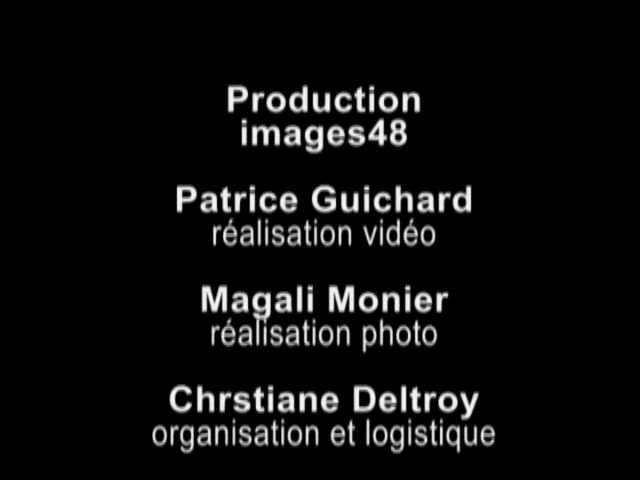 Production
images48
Patrice Guichard
réalisation vidéo
Magali Monier
réalisation photo
Chrstiane Deltroy
organisation et logistique